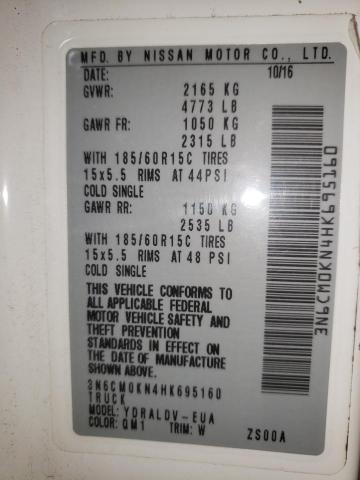 MFD. BY NISSAN MOTOR CO., LTD.
DATE: 10/16
GVWR: 2165 KG
4773 LB
GAWR FR: 1050 KG
2315 LB
WITH 185/60R15C TIRES
15x5.5 RIMS AT 44PSI
COLD SINGLE
GAWR RR: 1150 KG
2535 LB
WITH 185/60R15C TIRES
15x5.5 RIMS AT 48 PSI
COLD SINGLE
THIS VEHICLE CONFORMS TO
ALL APPLICABLE FEDERAL
MOTOR VEHICLE SAFETY AND
THEFT PREVENTION
STANDARDS IN EFFECT ON
THE DATE OF MANUFACTURE
SHOWN ABOVE.
3N6CM0KN4HK695160
TRUCK
MODEL: YDRALDV-EUA
COLOR: QM1 TRIM: W ZS00A
3N6CM0KN4HK695160